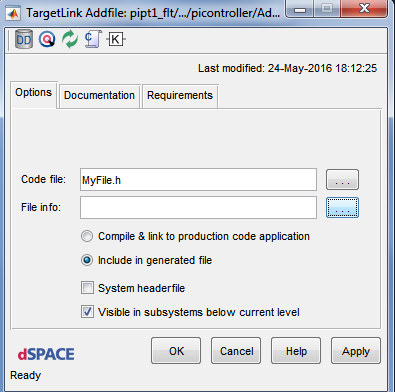 TargetLink Addfile: pipt1_flt/.../picontroller/Ad...
DD K
Last modified: 24-May-2016 18:12:25
Options Documentation Requirements
Code file: MyFile.h ...
File info: ...
Compile & link to production code application
Include in generated file
System headerfile
Visible in subsystems below current level
dSPACE OK Cancel Help Apply
Ready